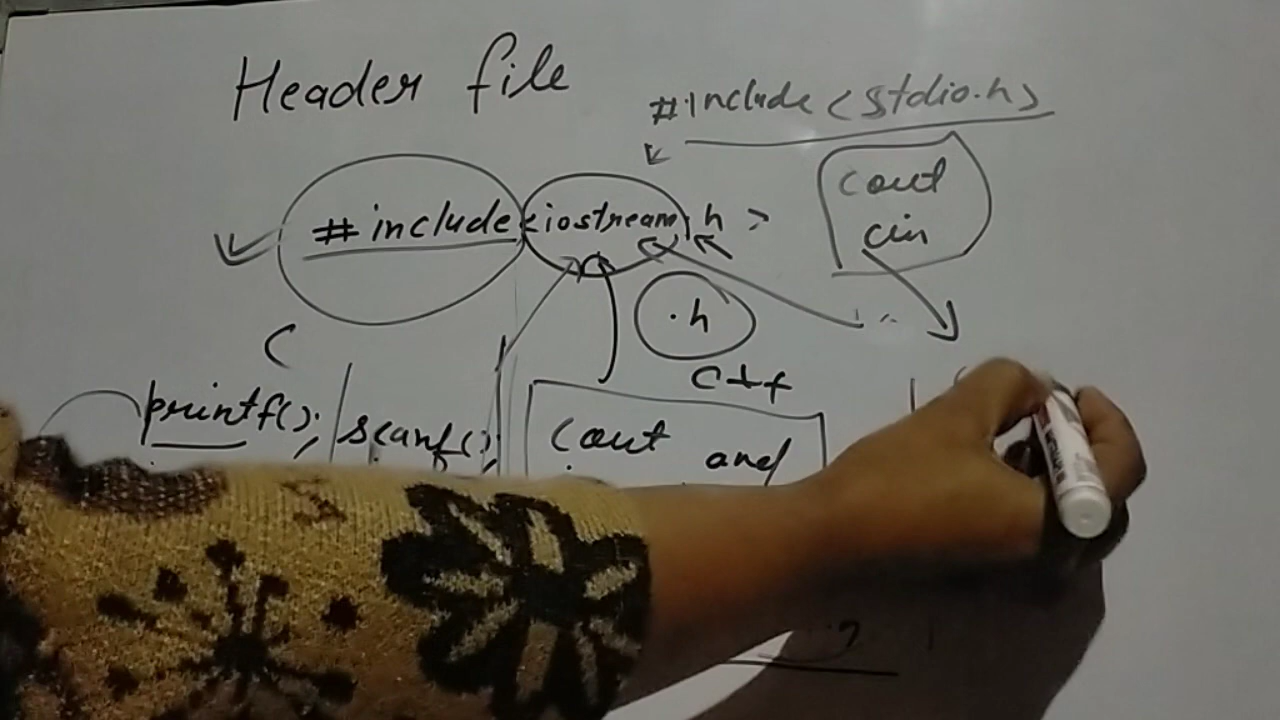 Header file
#include <stdio.h>
#include <iostream.h>
cout
cin
.h
C
C++
printf(); scanf();
cout and
?